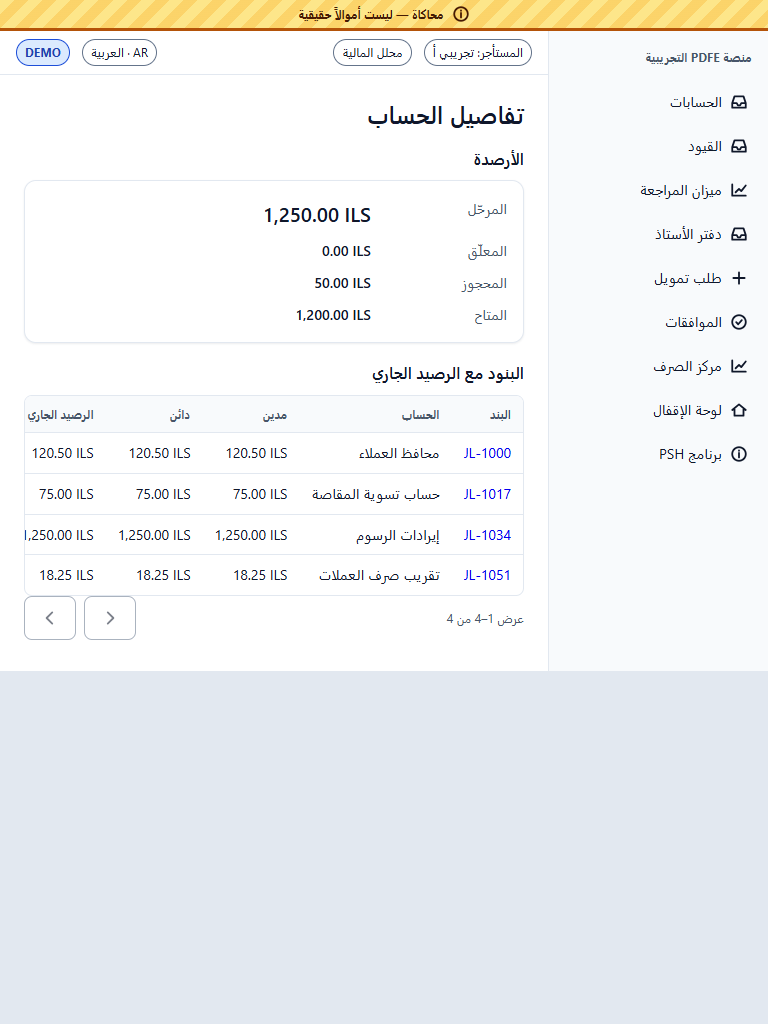 محاكاة — ليست أموالاً حقيقية
منصة PDFE التجريبية
الحسابات
القيود
ميزان المراجعة
دفتر الأستاذ
طلب تمويل
الموافقات
مركز الصرف
لوحة الإقفال
برنامج PSH
المستأجر: تجريبي أ
محلل المالية
AR · العربية
DEMO
تفاصيل الحساب
الأرصدة
المرحّل 1,250.00 ILS
المعلّق 0.00 ILS
المحجوز 50.00 ILS
المتاح 1,200.00 ILS
البنود مع الرصيد الجاري
البند الحساب مدين دائن الرصيد الجاري
JL-1000 محافظ العملاء 120.50 ILS 120.50 ILS 120.50 ILS
JL-1017 حساب تسوية المقاصة 75.00 ILS 75.00 ILS 75.00 ILS
JL-1034 إيرادات الرسوم 1,250.00 ILS 1,250.00 ILS 1,250.00 ILS
JL-1051 تقريب صرف العملات 18.25 ILS 18.25 ILS 18.25 ILS
عرض 1–4 من 4